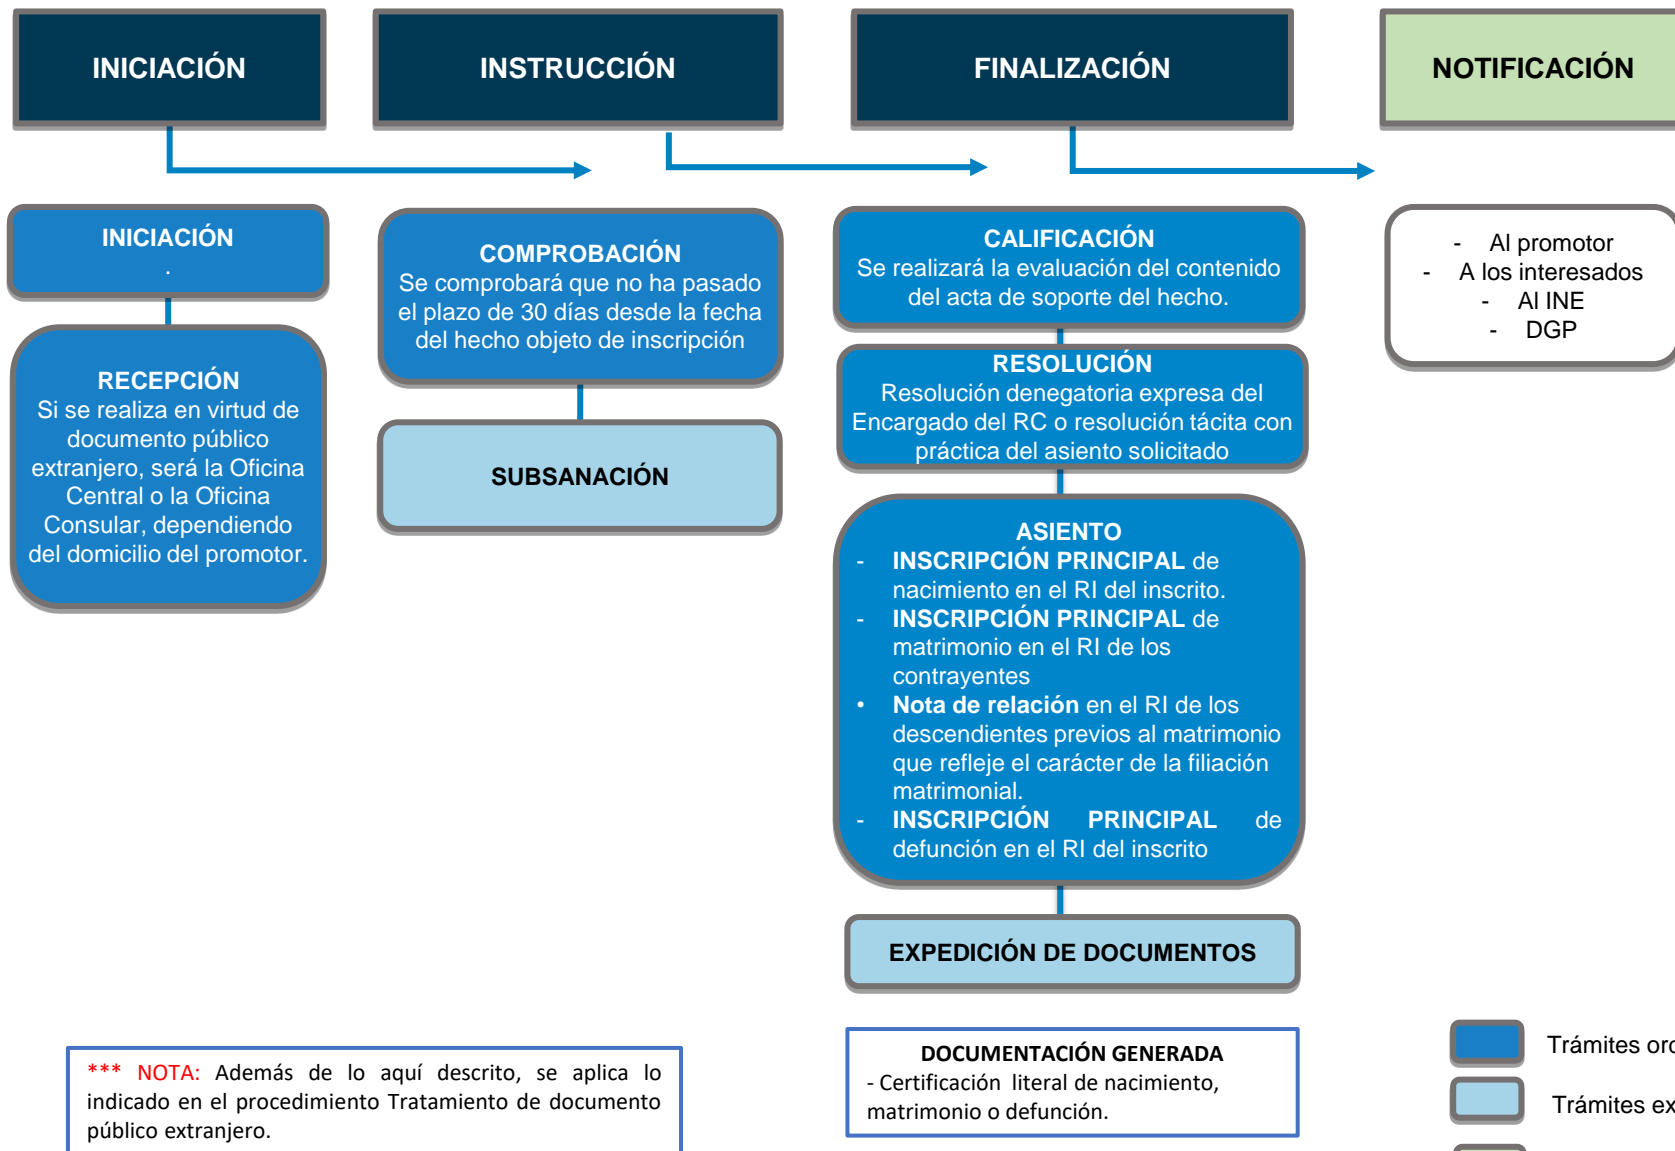 INICIACIÓN
INSTRUCCIÓN
FINALIZACIÓN
NOTIFICACIÓN
INICIACIÓN
.
RECEPCIÓN
Si se realiza en virtud de
documento público
extranjero, será la Oficina
Central o la Oficina
Consular, dependiendo
del domicilio del promotor.
COMPROBACIÓN
Se comprobará que no ha pasado
el plazo de 30 días desde la fecha
del hecho objeto de inscripción
SUBSANACIÓN
CALIFICACIÓN
Se realizará la evaluación del contenido
del acta de soporte del hecho.
RESOLUCIÓN
Resolución denegatoria expresa del
Encargado del RC o resolución tácita con
práctica del asiento solicitado
ASIENTO
- INSCRIPCIÓN PRINCIPAL de
nacimiento en el RI del inscrito.
- INSCRIPCIÓN PRINCIPAL de
matrimonio en el RI de los
contrayentes
• Nota de relación en el RI de los
descendientes previos al matrimonio
que refleje el carácter de la filiación
matrimonial.
- INSCRIPCIÓN PRINCIPAL de
defunción en el RI del inscrito
EXPEDICIÓN DE DOCUMENTOS
- Al promotor
- A los interesados
- Al INE
- DGP
*** NOTA: Además de lo aquí descrito, se aplica lo
indicado en el procedimiento Tratamiento de documento
público extranjero.
DOCUMENTACIÓN GENERADA
- Certificación literal de nacimiento,
matrimonio o defunción.
Trámites
Trámites